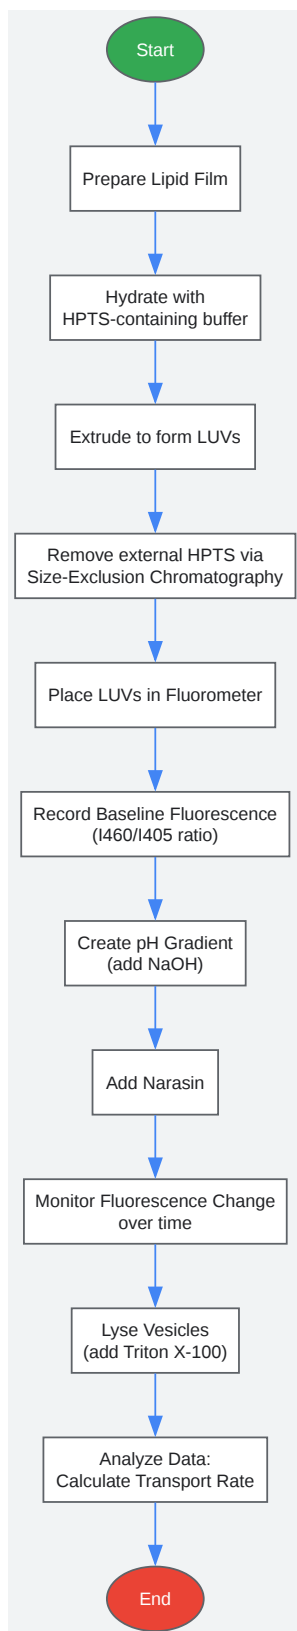 Start
Prepare Lipid Film
Hydrate with
HPTS-containing buffer
Extrude to form LUVs
Remove external HPTS via
Size-Exclusion Chromatography
Place LUVs in Fluorometer
Record Baseline Fluorescence
(I460/I405 ratio)
Create pH Gradient
(add NaOH)
Add Narasin
Monitor Fluorescence Change
over time
Lyse Vesicles
(add Triton X-100)
Analyze Data:
Calculate Transport Rate
End